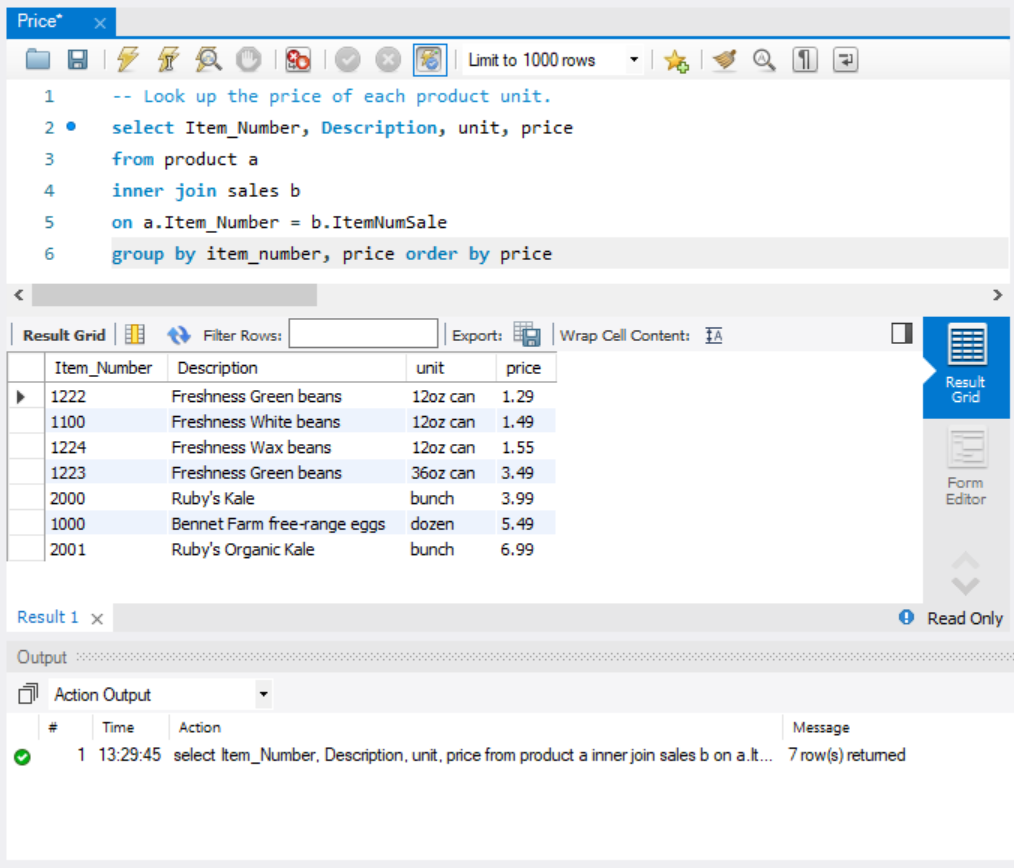 Price*
Limit to 1000 rows
1 -- Look up the price of each product unit.
2 select Item_Number, Description, unit, price
3 from product a
4 inner join sales b
5 on a.Item_Number = b.ItemNumSale
6 group by item_number, price order by price
Result Grid Filter Rows: Export: Wrap Cell Content: IA
Item_Number Description unit price
1222 Freshness Green beans 12oz can 1.29
1100 Freshness White beans 12oz can 1.49
1224 Freshness Wax beans 12oz can 1.55
1223 Freshness Green beans 36oz can 3.49
2000 Ruby's Kale bunch 3.99
1000 Bennet Farm free-range eggs dozen 5.49
2001 Ruby's Organic Kale bunch 6.99
Result
Grid
Form
Editor
Result 1 Read Only
Output
Action Output
# Time Action Message
1 13:29:45 select Item_Number, Description, unit, price from product a inner join sales b on a.It... 7 row(s) returned